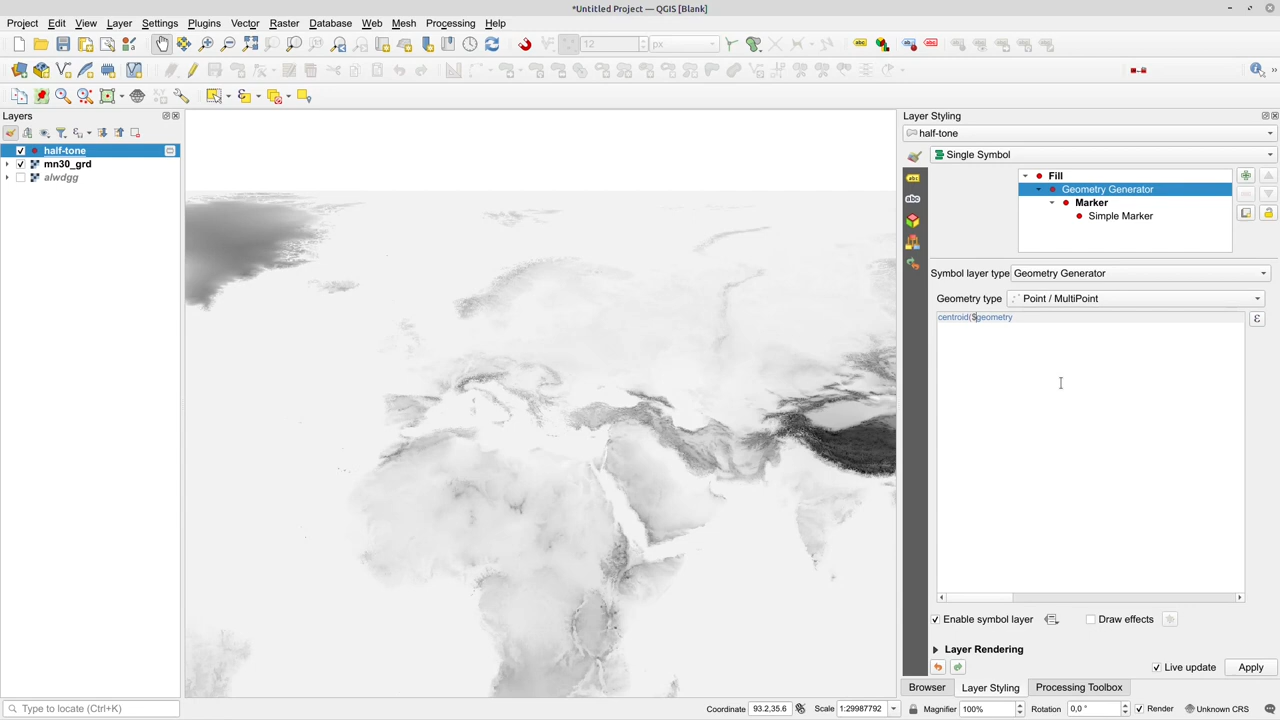 *Untitled Project — QGIS [Blank]
Project Edit View Layer Settings Plugins Vector Raster Database Web Mesh Processing Help
12 px
Layers
half-tone
mn30_grd
alwdgg
Layer Styling
half-tone
Single Symbol
Fill
Geometry Generator
Marker
Simple Marker
Symbol layer type Geometry Generator
Geometry type Point / MultiPoint
centroid($geometry
Enable symbol layer Draw effects
Layer Rendering
Live update Apply
Browser Layer Styling Processing Toolbox
Type to locate (Ctrl+K) Coordinate 93.2,35.6 Scale 1:29987792 Magnifier 100% Rotation 0,0 ° Render Unknown CRS